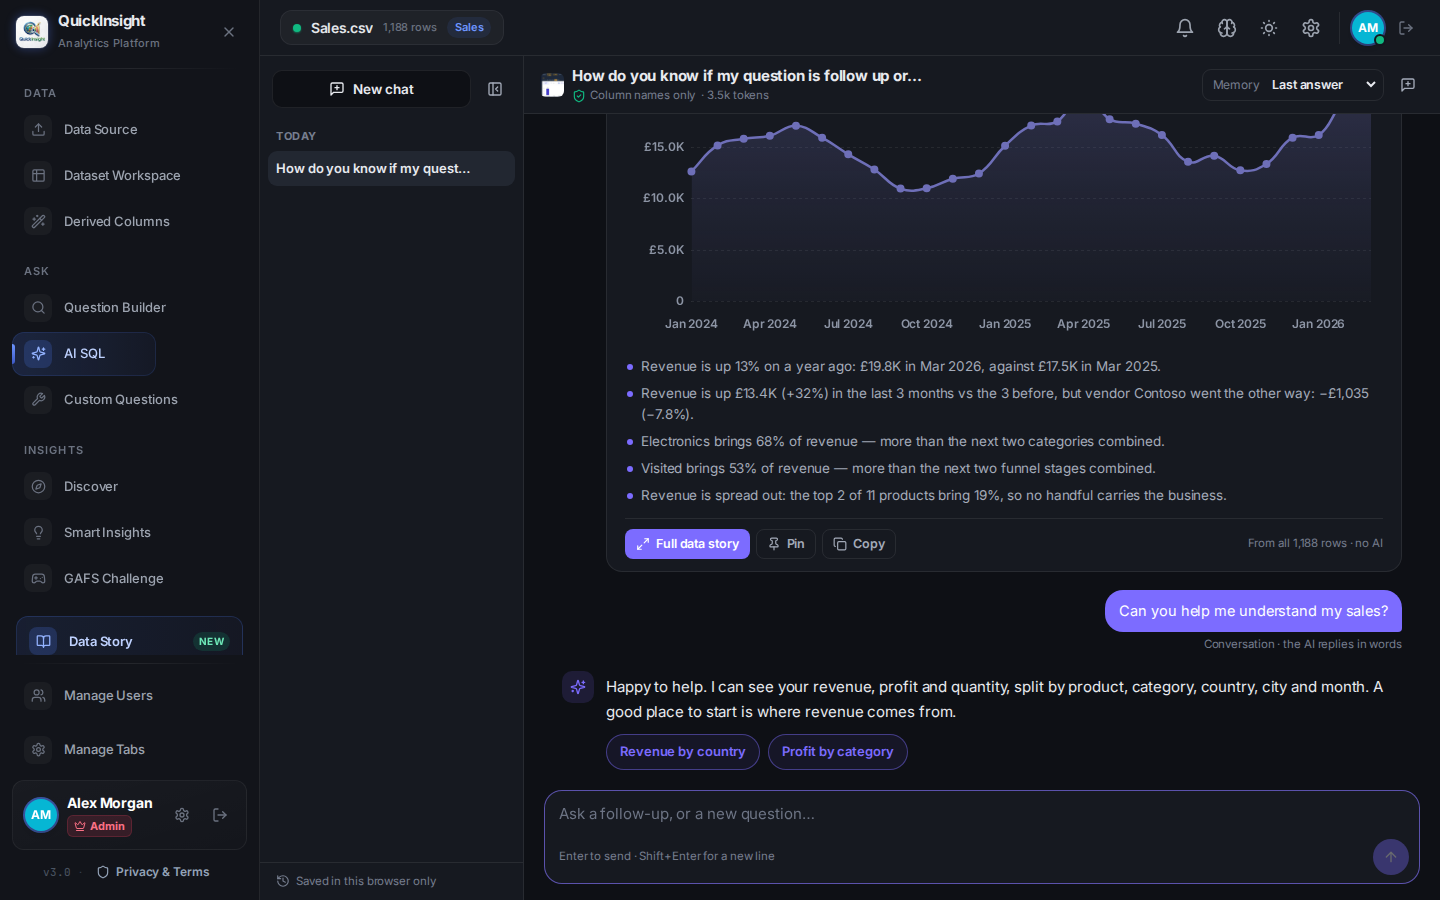 QuickInsight
Analytics Platform
DATA
Data Source
Dataset Workspace
Derived Columns
ASK
Question Builder
AI SQL
Custom Questions
INSIGHTS
Discover
Smart Insights
GAFS Challenge
Data Story NEW
Manage Users
Manage Tabs
AM Alex Morgan
Admin
v3.0 · Privacy & Terms
Sales.csv 1,188 rows Sales
AM
New chat
TODAY
How do you know if my quest...
Saved in this browser only
How do you know if my question is follow up or...
Column names only · 3.5k tokens
Memory Last answer
£15.0K
£10.0K
£5.0K
0
Jan 2024 Apr 2024 Jul 2024 Oct 2024 Jan 2025 Apr 2025 Jul 2025 Oct 2025 Jan 2026
Revenue is up 13% on a year ago: £19.8K in Mar 2026, against £17.5K in Mar 2025.
Revenue is up £13.4K (+32%) in the last 3 months vs the 3 before, but vendor Contoso went the other way: −£1,035
(−7.8%).
Electronics brings 68% of revenue — more than the next two categories combined.
Visited brings 53% of revenue — more than the next two funnel stages combined.
Revenue is spread out: the top 2 of 11 products bring 19%, so no handful carries the business.
Full data story Pin Copy From all 1,188 rows · no AI
Can you help me understand my sales?
Conversation · the AI replies in words
Happy to help. I can see your revenue, profit and quantity, split by product, category, country, city and month. A
good place to start is where revenue comes from.
Revenue by country Profit by category
Ask a follow-up, or a new question...
Enter to send · Shift+Enter for a new line